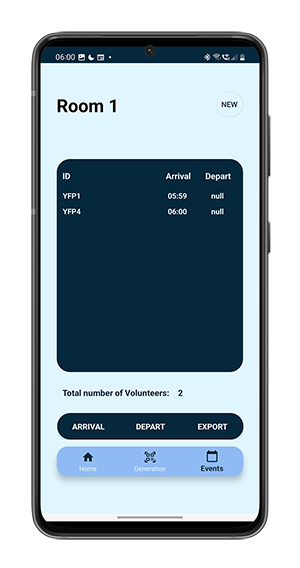 06:00
Room 1
NEW
ID Arrival Depart
YFP1 05:59 null
YFP4 06:00 null
Total number of Volunteers: 2
ARRIVAL DEPART EXPORT
Home Generation Events